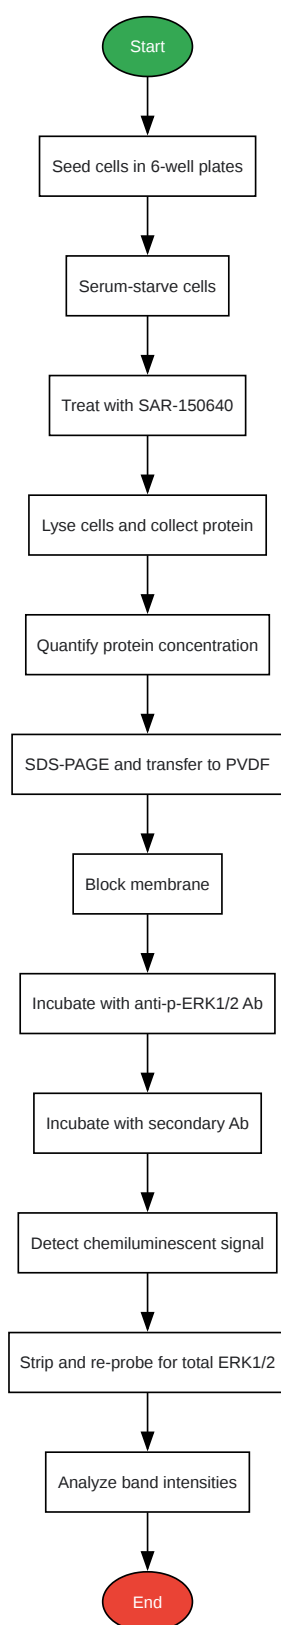 Start
Seed cells in 6-well plates
Serum-starve cells
Treat with SAR-150640
Lyse cells and collect protein
Quantify protein concentration
SDS-PAGE and transfer to PVDF
Block membrane
Incubate with anti-p-ERK1/2 Ab
Incubate with secondary Ab
Detect chemiluminescent signal
Strip and re-probe for total ERK1/2
Analyze band intensities
End